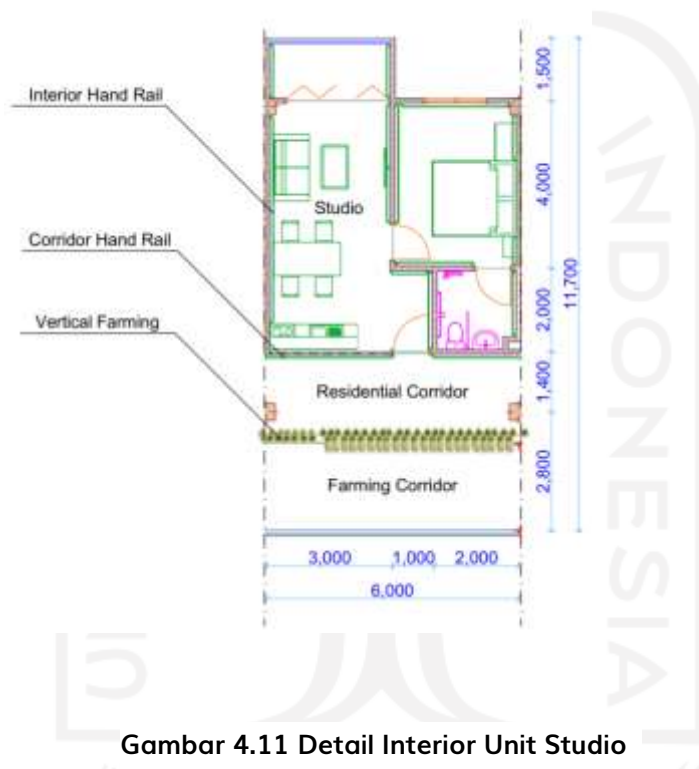 1,500
Interior Hand Rail
4,000
Studio
Corridor Hand Rail
11,700
2,000
Vertical Farming
1,400
Residential Corridor
2,800
Farming Corridor
3,000
1,000
2,000
6,000
INDONESIA
Gambar 4.11 Detail Interior Unit Studio